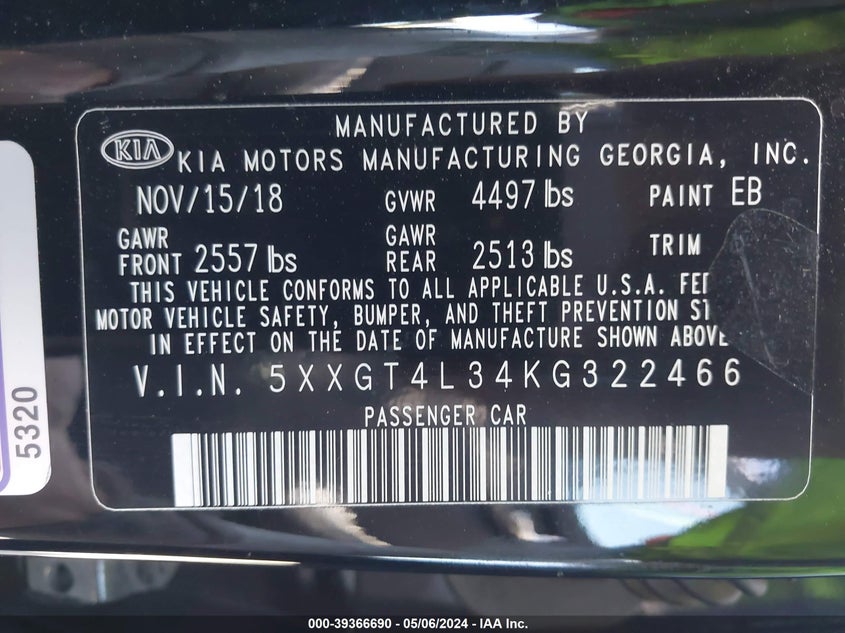 MANUFACTURED BY
KIA KIA MOTORS MANUFACTURING GEORGIA, INC.
NOV/15/18 GVWR 4497 lbs PAINT EB
GAWR FRONT 2557 lbs GAWR REAR 2513 lbs TRIM
THIS VEHICLE CONFORMS TO ALL APPLICABLE U.S.A. FE
MOTOR VEHICLE SAFETY, BUMPER, AND THEFT PREVENTION ST
IN EFFECT ON THE DATE OF MANUFACTURE SHOWN ABOVE
V.I.N. 5XXGT4L34KG322466
PASSENGER CAR
5320
000-39366690 - 05/06/2024 - IAA Inc.